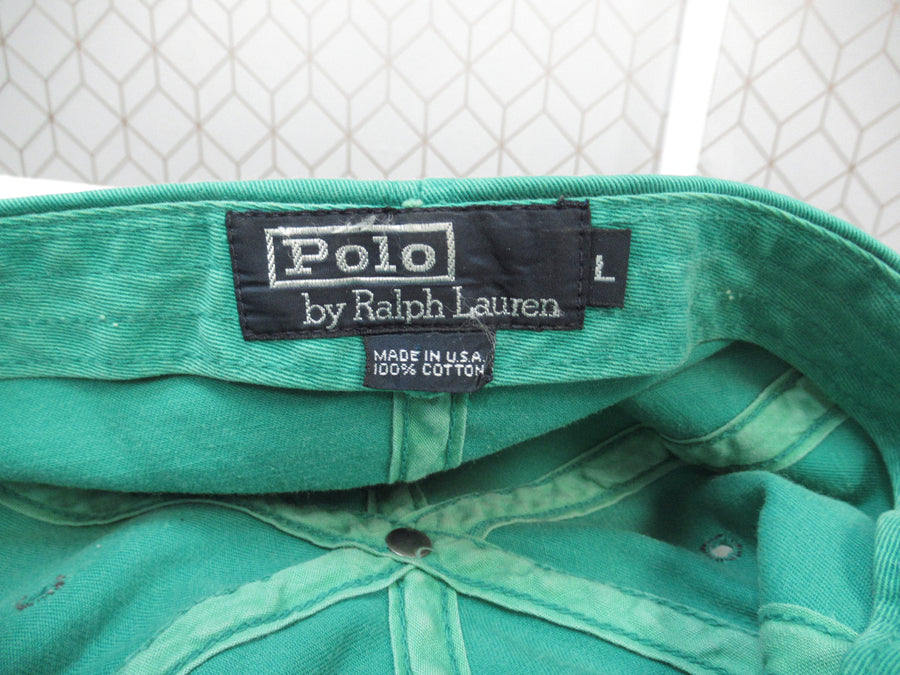 Polo
by Ralph Lauren
L
MADE IN U.S.A.
100% COTTON